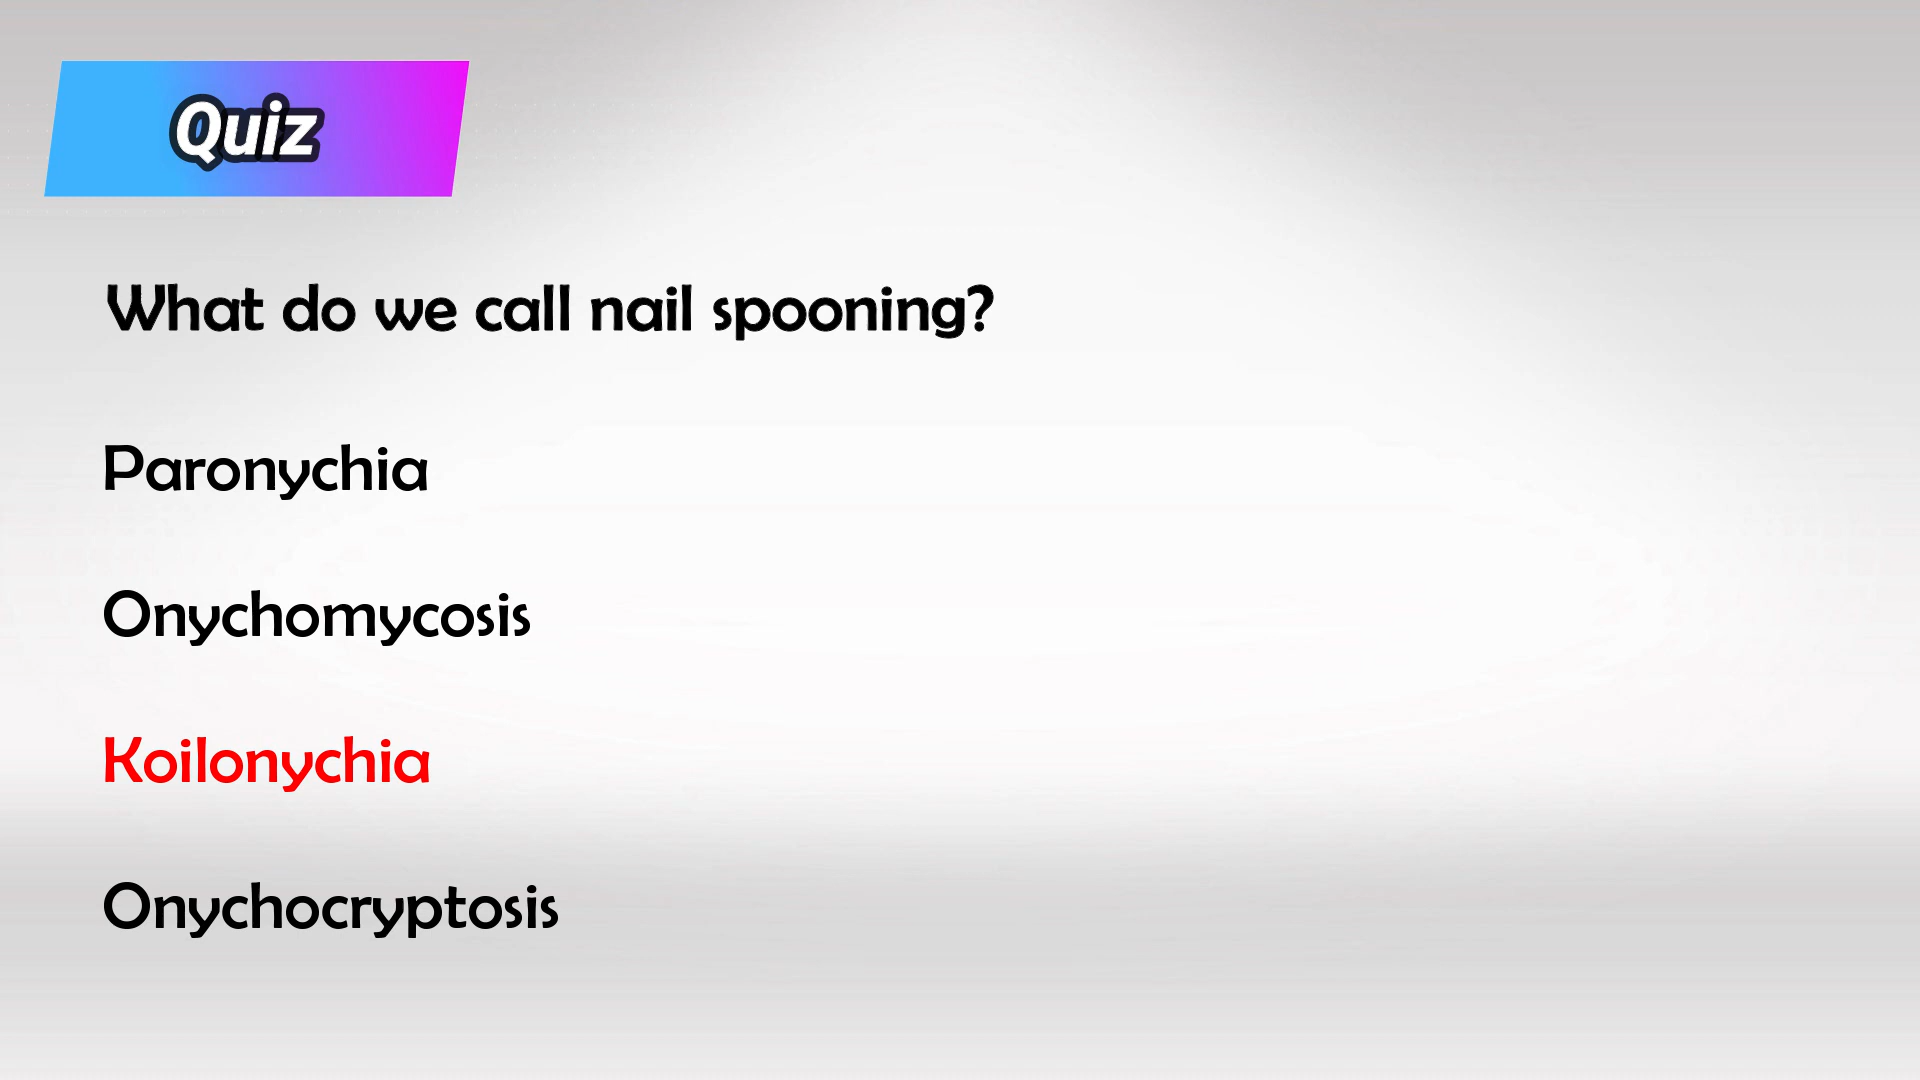 Quiz
What do we call nail spooning?
Paronychia
Onychomycosis
Koilonychia
Onychocryptosis